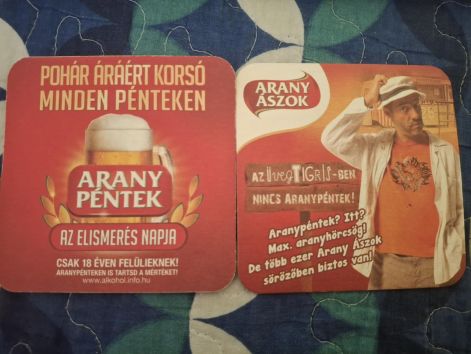 POHÁR ÁRÁÉRT KORSÓ
MINDEN PÉNTEKEN
ARANY
PÉNTEK
AZ ELISMERÉS NAPJA
CSAK 18 ÉVEN FELÜLIEKNEK!
ARANYPÉNTEKEN IS TARTSD A MÉRTÉKET!
www.alkohol.info.hu
ARANY
ÁSZOK
AZ üvegTIGRIS-BEN
NINCS ARANYPÉNTEK!
Aranypéntek? Itt?
Max. aranyhörcsög!
De több ezer Arany Ászok
sörözőben biztos van!